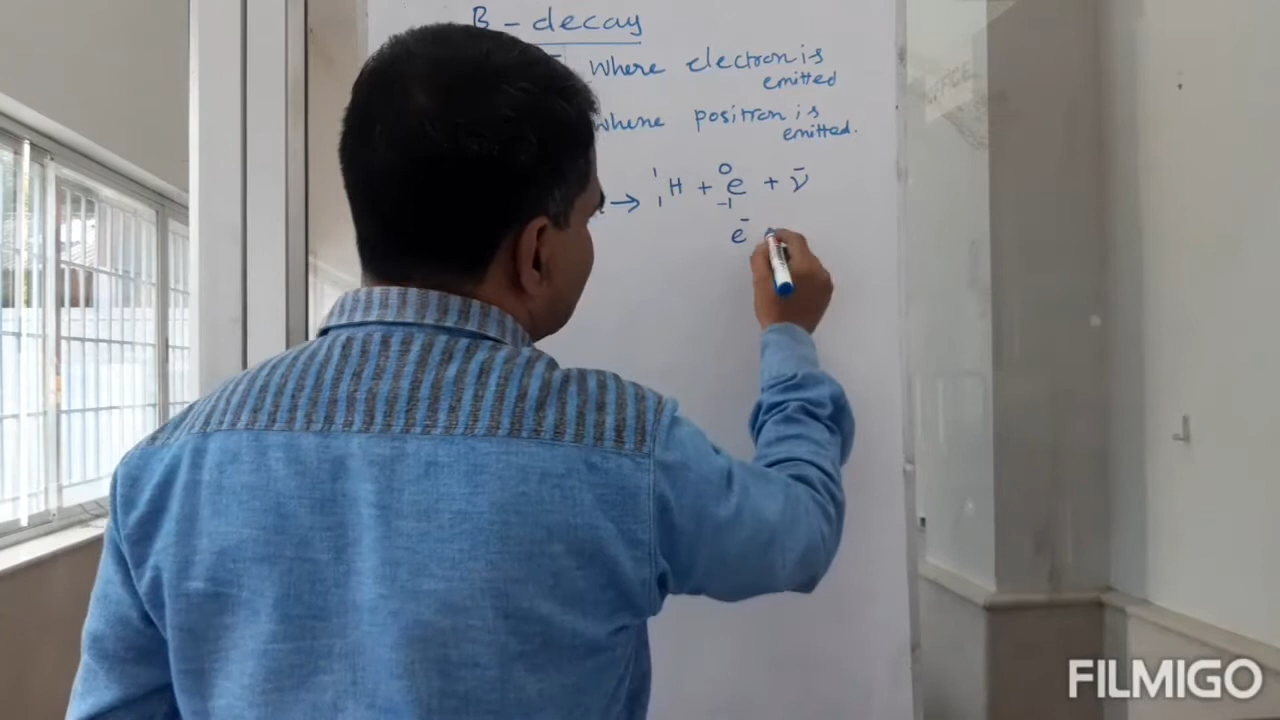 β - decay
Where electron is
emitted
Where positron is
emitted.
→ ¹₁H + ⁰₋₁e + ν̄
e⁻
FILMIGO